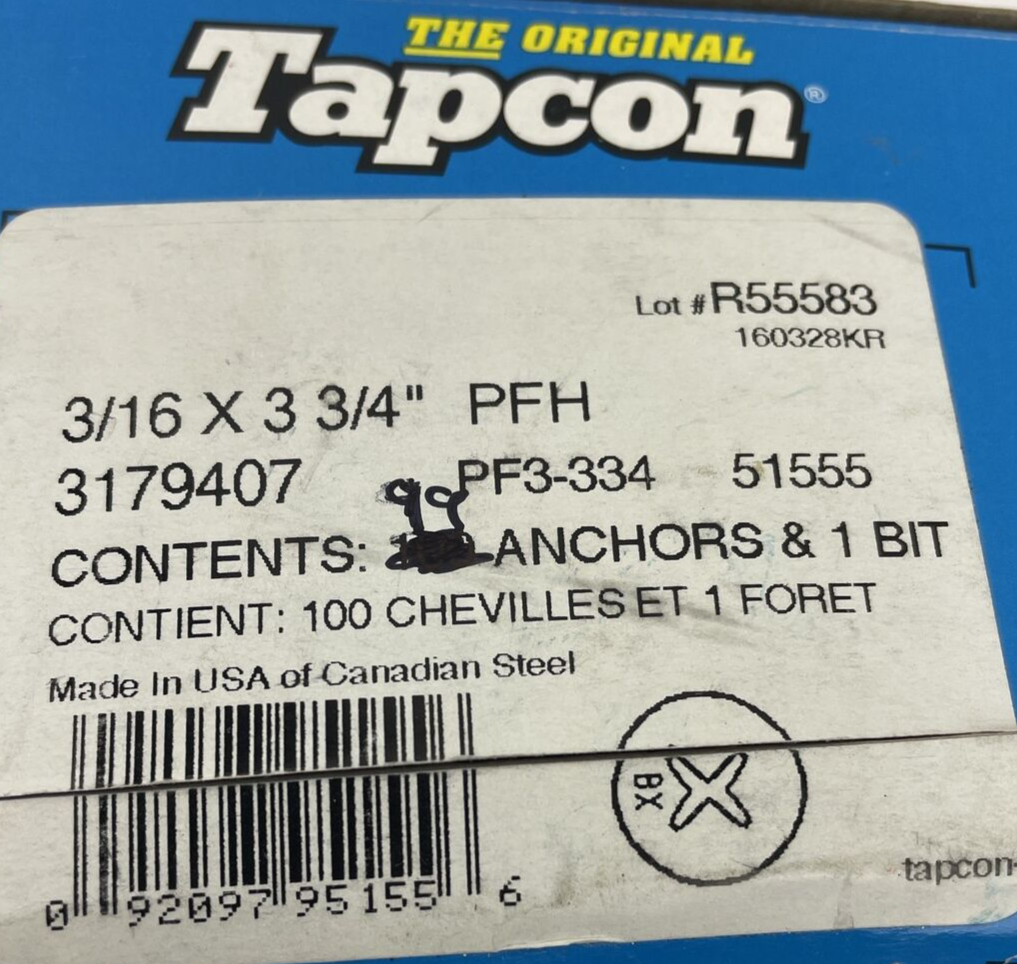 THE ORIGINAL
Tapcon®
Lot # R55583
160328KR
3/16 X 3 3/4" PFH
3179407 PF3-334 51555
CONTENTS: 99 ANCHORS & 1 BIT
CONTIENT: 100 CHEVILLES ET 1 FORET
Made In USA of Canadian Steel
BX
tapcon
0 92097 95155 6